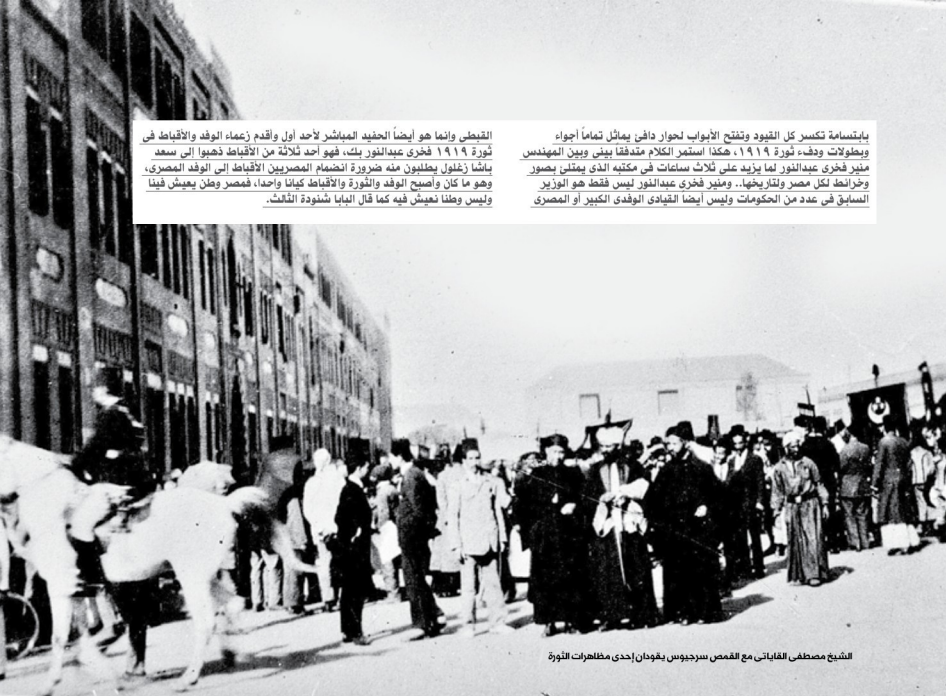 بابتسامة تكسر كل القيود وتفتح الأبواب لحوار دافئ يماثل تماماً أجواء
وبطولات ودفء ثورة ١٩١٩، هكذا استمر الكلام متدفقا بينى وبين المهندس
منير فخرى عبدالنور لما يزيد على ثلاث ساعات فى مكتبه الذى يمتلئ بصور
وخرائط لكل مصر ولتاريخها.. ومنير فخرى عبدالنور ليس فقط هو الوزير
السابق فى عدد من الحكومات وليس أيضا القيادى الوفدى الكبير أو المصرى
القبطى وإنما هو أيضاً الحفيد المباشر لأحد أول وأقدم زعماء الوفد والأقباط فى
ثورة ١٩١٩ فخرى عبدالنور بك، فهو أحد ثلاثة من الأقباط ذهبوا إلى سعد
باشا زغلول يطلبون منه ضرورة انضمام المصريين الأقباط إلى الوفد المصرى،
وهو ما كان وأصبح الوفد والثورة والأقباط كيانا واحدا، فمصر وطن يعيش فينا
وليس وطنا نعيش فيه كما قال البابا شنودة الثالث.
الشيخ مصطفى القاياتى مع القمص سرجيوس يقودان إحدى مظاهرات الثورة